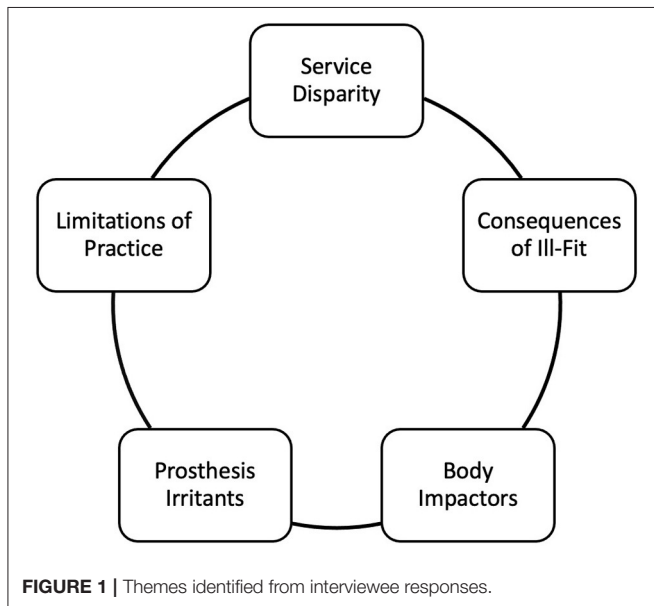 Service
Disparity
Limitations of
Practice
Consequences
of Ill-Fit
Prosthesis
Irritants
Body
Impactors
FIGURE 1 | Themes identified from interviewee responses.